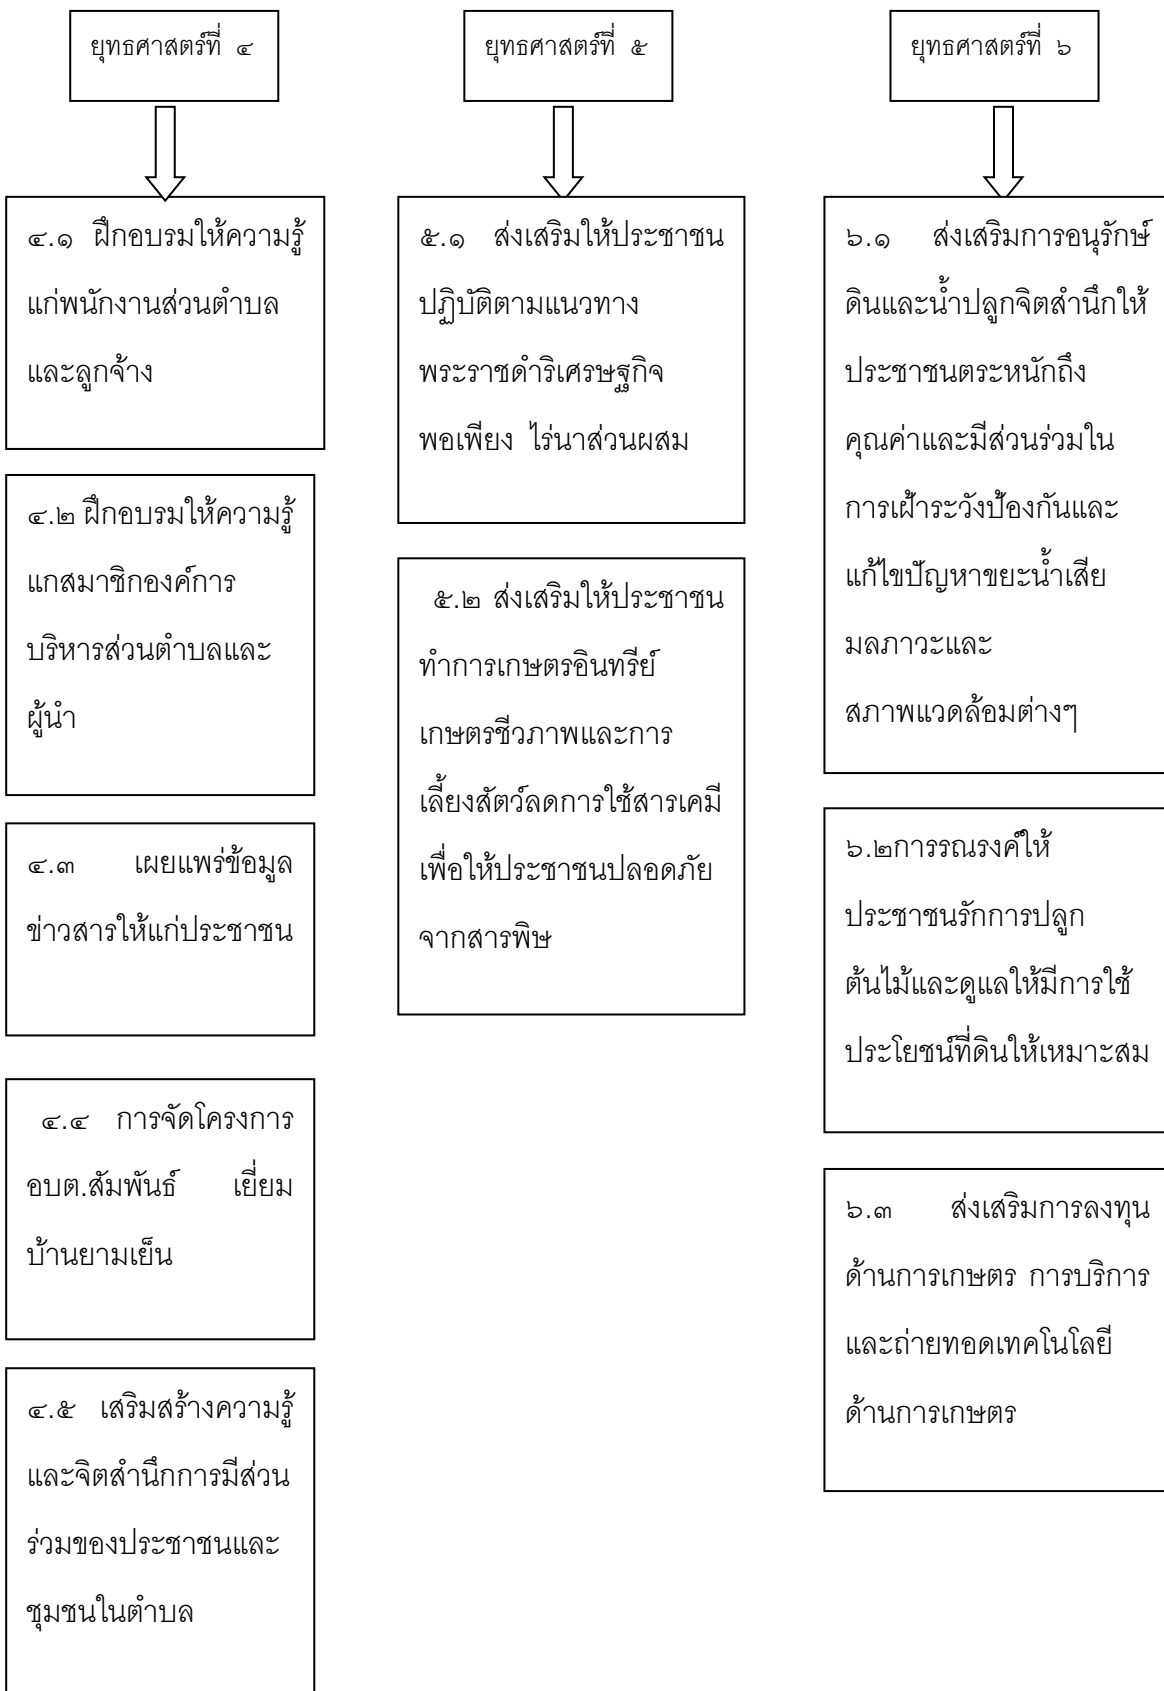 ยุทธศาสตร์ที่ ๔
๔.๑ ฝึกอบรมให้ความรู้
แก่พนักงานส่วนตำบล
และลูกจ้าง
๔.๒ ฝึกอบรมให้ความรู้
แกสมาชิกองค์การ
บริหารส่วนตำบลและ
ผู้นำ
๔.๓ เผยแพร่ข้อมูล
ข่าวสารให้แก่ประชาชน
๔.๔ การจัดโครงการ
อบต.สัมพันธ์ เยี่ยม
บ้านยามเย็น
๔.๕ เสริมสร้างความรู้
และจิตสำนึกการมีส่วน
ร่วมของประชาชนและ
ชุมชนในตำบล
ยุทธศาสตร์ที่ ๕
๕.๑ ส่งเสริมให้ประชาชน
ปฏิบัติตามแนวทาง
พระราชดำริเศรษฐกิจ
พอเพียง ไร่นาส่วนผสม
๕.๒ ส่งเสริมให้ประชาชน
ทำการเกษตรอินทรีย์
เกษตรชีวภาพและการ
เลี้ยงสัตว์ลดการใช้สารเคมี
เพื่อให้ประชาชนปลอดภัย
จากสารพิษ
ยุทธศาสตร์ที่ ๖
๖.๑ ส่งเสริมการอนุรักษ์
ดินและน้ำปลูกจิตสำนึกให้
ประชาชนตระหนักถึง
คุณค่าและมีส่วนร่วมใน
การเฝ้าระวังป้องกันและ
แก้ไขปัญหาขยะน้ำเสีย
มลภาวะและ
สภาพแวดล้อมต่างๆ
๖.๒การรณรงค์ให้
ประชาชนรักการปลูก
ต้นไม้และดูแลให้มีการใช้
ประโยชน์ที่ดินให้เหมาะสม
๖.๓ ส่งเสริมการลงทุน
ด้านการเกษตร การบริการ
และถ่ายทอดเทคโนโลยี
ด้านการเกษตร